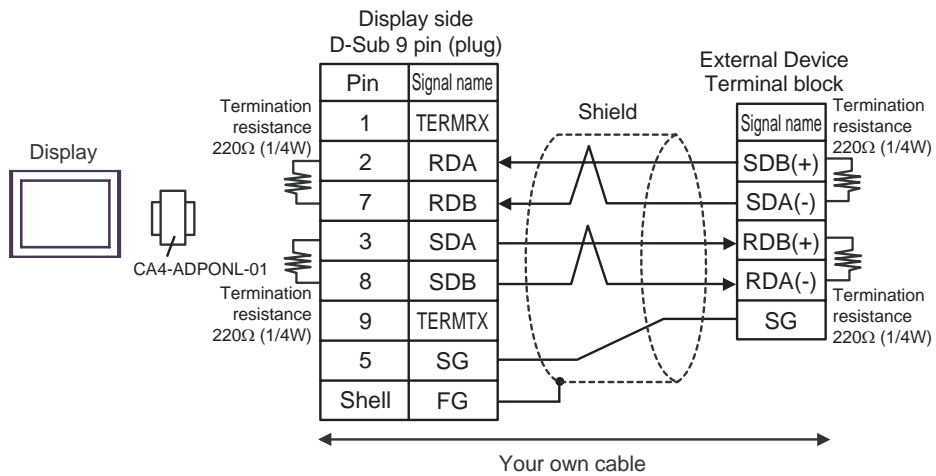 Display side
D-Sub 9 pin (plug)
External Device
Terminal block
Pin
Signal name
1
TERMRX
2
RDA
7
RDB
3
SDA
8
SDB
9
TERMTX
5
SG
Shell
FG
Termination
resistance
220Ω (1/4W)
Termination
resistance
220Ω (1/4W)
Display
CA4-ADPONL-01
Shield
Signal name
SDB(+)
SDA(-)
RDB(+)
RDA(-)
SG
Termination
resistance
220Ω (1/4W)
Termination
resistance
220Ω (1/4W)
Your own cable